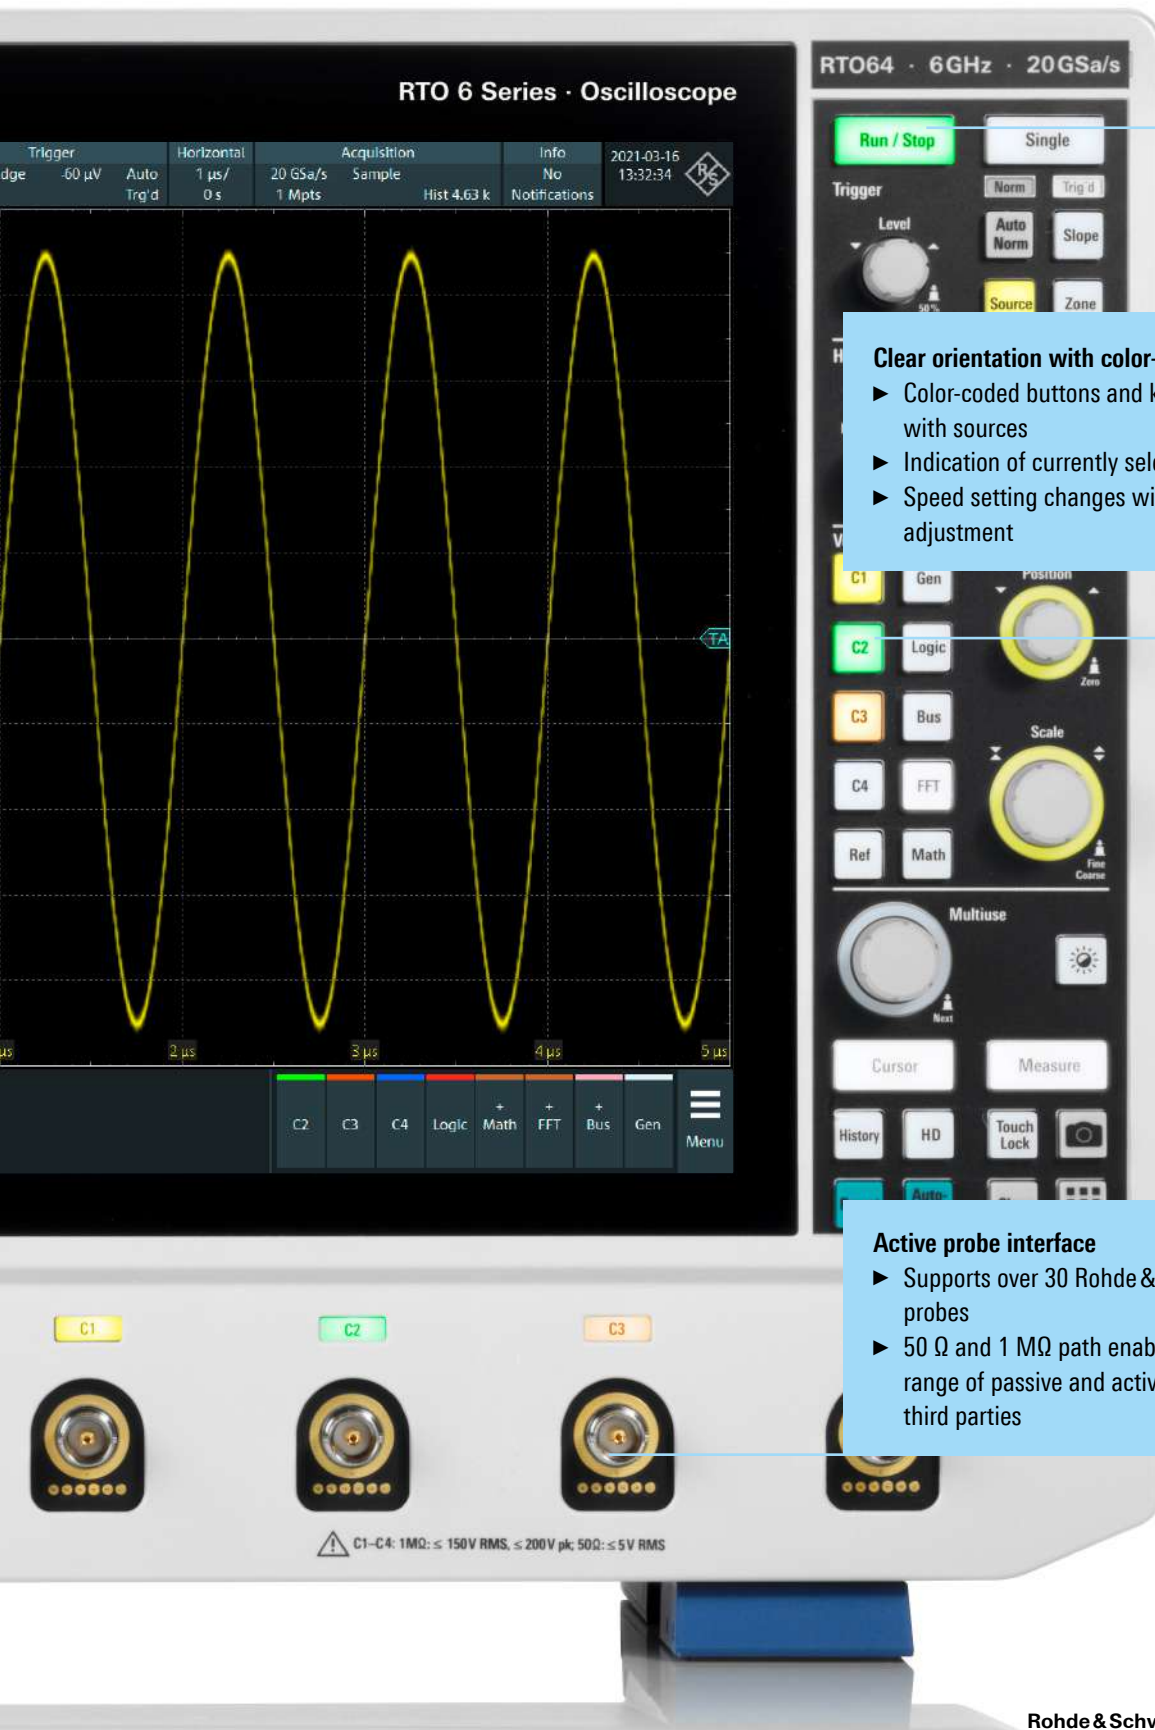 RTO64 · 6GHz · 20GSa/s
RTO 6 Series · Oscilloscope
Run / Stop
Single
Trigger
Horizontal
Acquisition
Info
2021-03-16
-60 µV
Auto
1 µs/
20 GSa/s
Sample
No
13:32:34
Trg'd
0 s
1 Mpts
Hist 4.63 k
Notifications
R&S
Trigger
Norm
Trig'd
Level
Auto
Norm
Slope
50%
Source
Zone
Clear orientation with color-
► Color-coded buttons and
with sources
► Indication of currently
► Speed setting changes
adjustment
C1
Gen
Position
TA
C2
Logic
Zero
C3
Bus
Scale
C4
FFT
Ref
Math
Fine
Coarse
Multiuse
Next
2 µs
3 µs
4 µs
5 µs
Cursor
Measure
C2
C3
C4
Logic
+
Math
+
FFT
+
Bus
Gen
Menu
History
HD
Touch
Lock
Auto-
Active probe interface
► Supports over 30 Rohde&
probes
► 50 Ω and 1 MΩ path
range of passive and
third parties
C1
C2
C3
C1–C4: 1MΩ: ≤ 150V RMS, ≤ 200V pk; 50Ω: ≤ 5V RMS